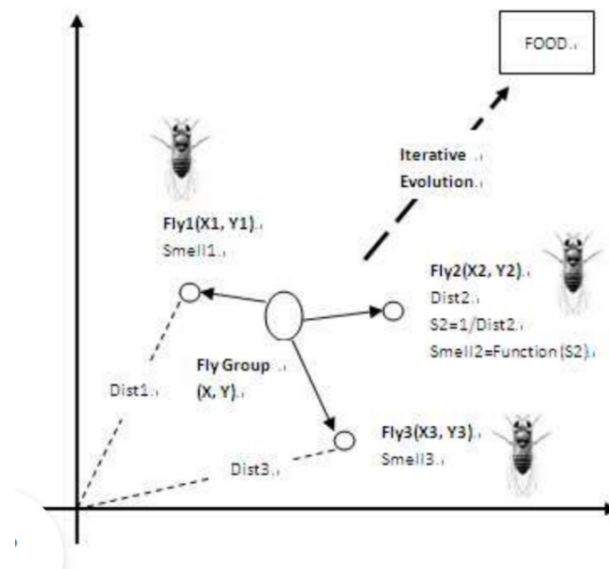 FOOD.↓
Iterative .↓
Evolution.↓
Fly1(X1, Y1).↓
Smell1.↓
Fly2(X2, Y2).↓
Dist2.↓
S2=1/Dist2.↓
Smell2=Function(S2).↓
Fly Group .↓
(X, Y).↓
Dist1.↓
Fly3(X3, Y3).↓
Smell3.↓
Dist3.↓